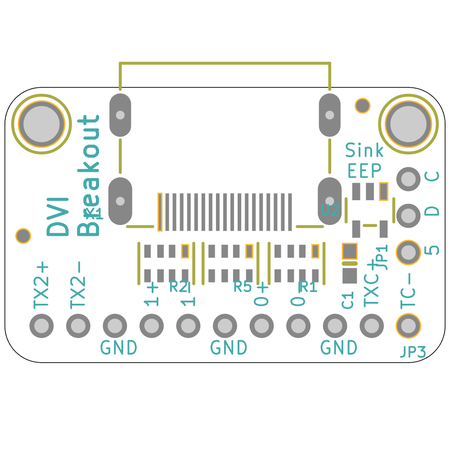 DVI
Breakout
Sink
EEP
C
D
5
JP1
C1
R2
R5
R1
TX2+
TX2-
1+
1-
0+
0-
TXC+
TC-
GND
GND
GND
JP3